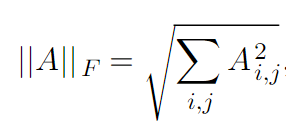 ||A||_F = \sqrt{\sum_{i,j} A_{i,j}^2},